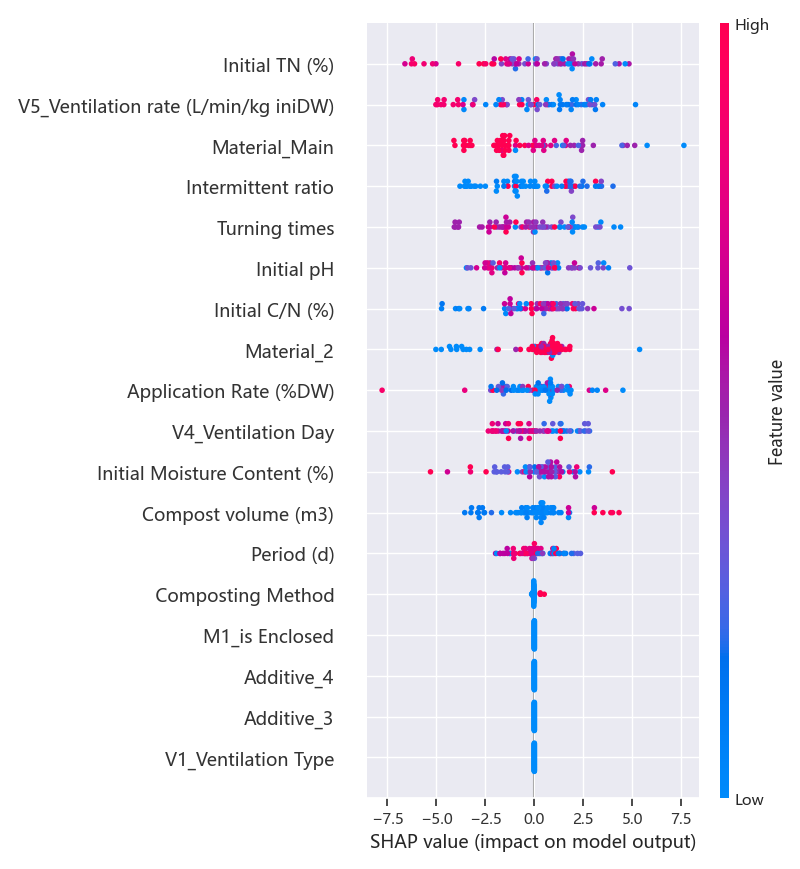 High
Initial TN (%)
V5_Ventilation rate (L/min/kg iniDW)
Material_Main
Intermittent ratio
Turning times
Initial pH
Initial C/N (%)
Material_2
Application Rate (%DW)
V4_Ventilation Day
Initial Moisture Content (%)
Compost volume (m3)
Period (d)
Composting Method
M1_is Enclosed
Additive_4
Additive_3
V1_Ventilation Type
Feature value
Low
−7.5 −5.0 −2.5 0.0 2.5 5.0 7.5
SHAP value (impact on model output)